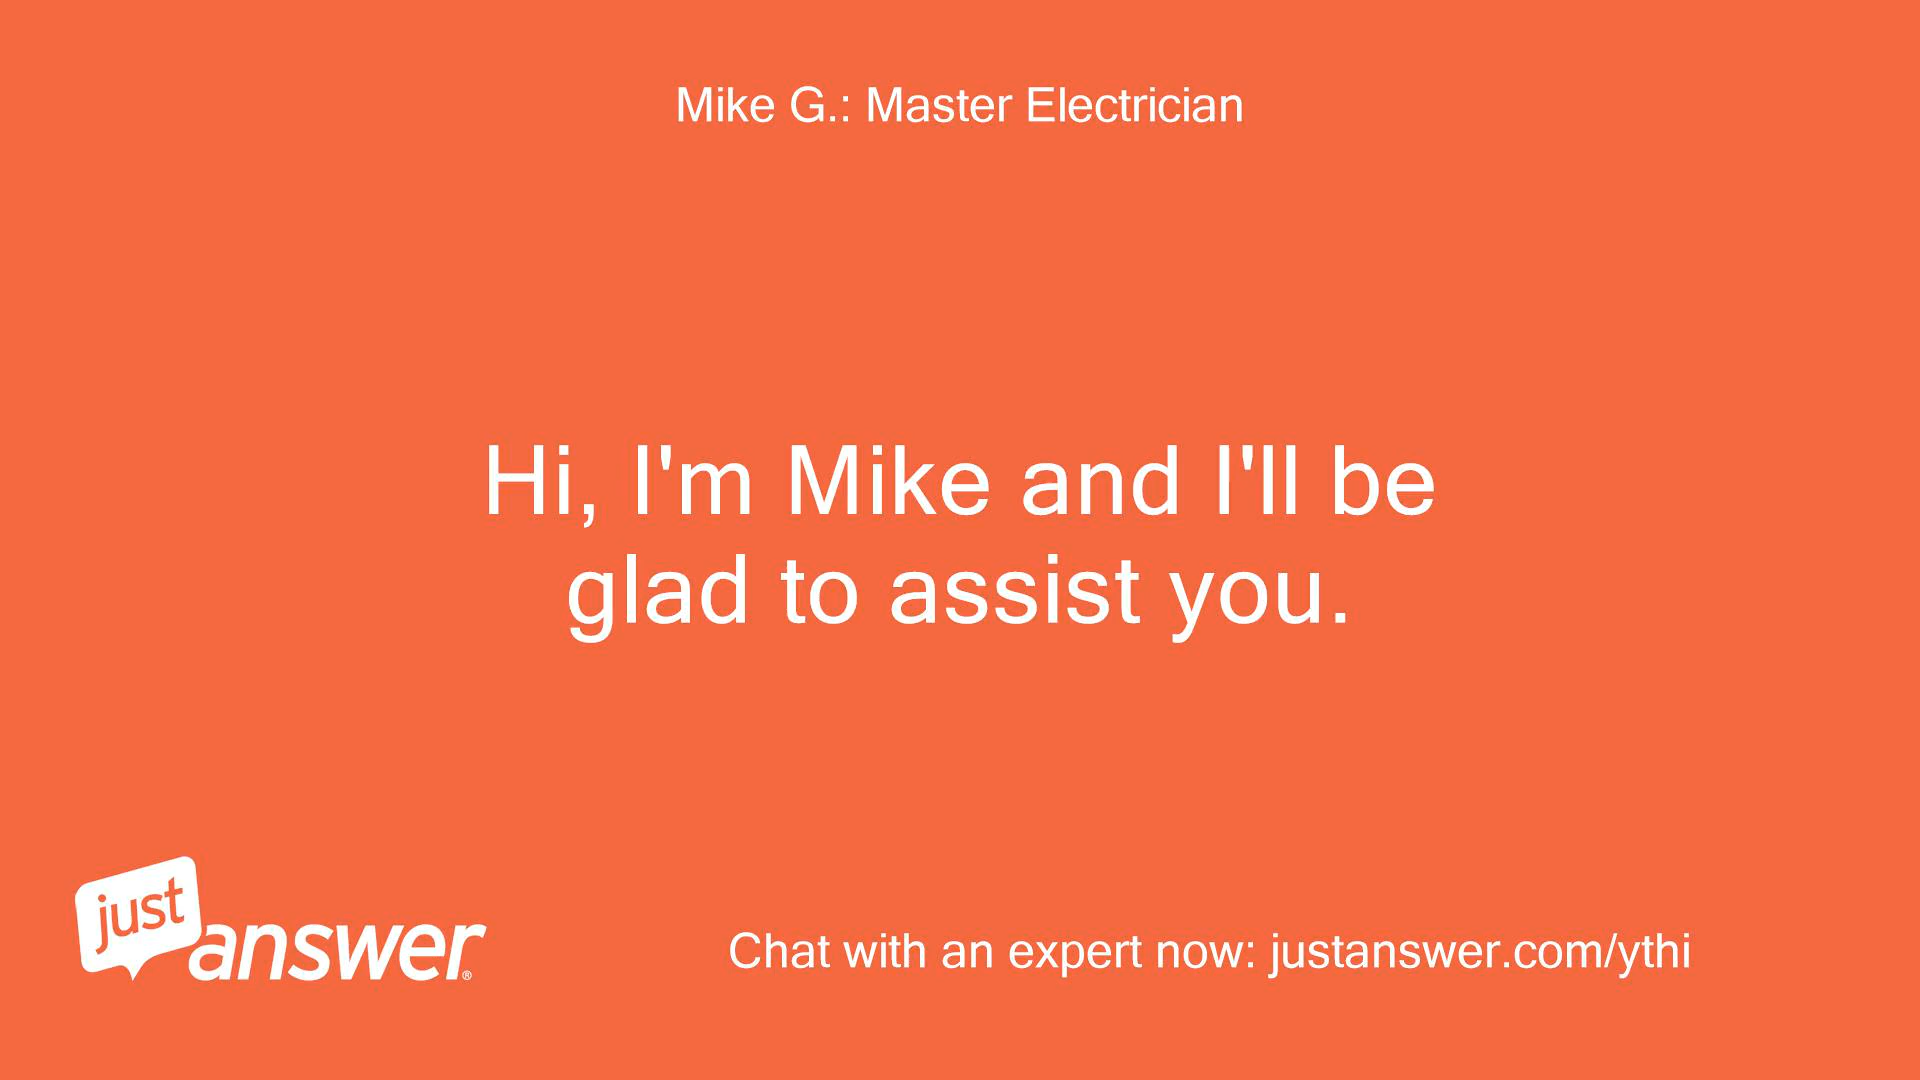 Mike G.: Master Electrician
Hi, I'm Mike and I'll be
glad to assist you.
just
answer®
Chat with an expert now: justanswer.com/ythi